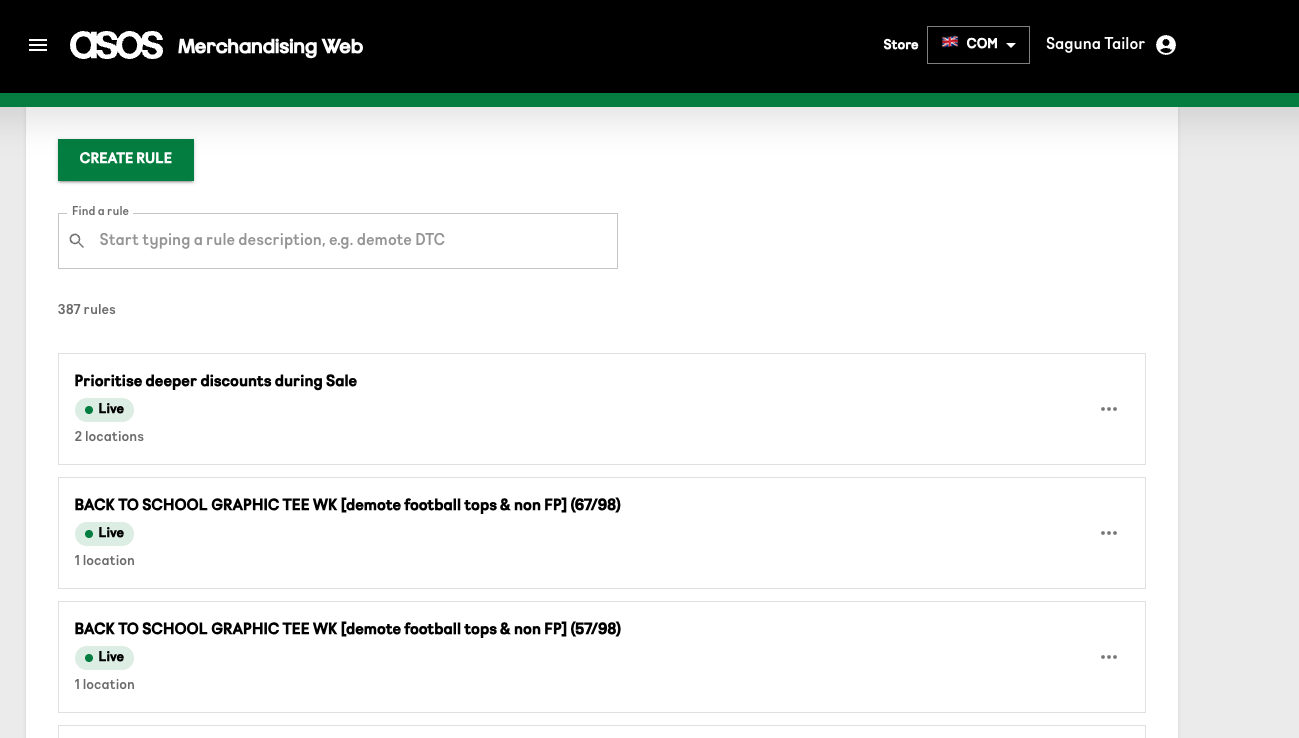 asos Merchandising Web
Store COM Saguna Tailor
CREATE RULE
Find a rule
Start typing a rule description, e.g. demote DTC
387 rules
Prioritise deeper discounts during Sale
Live
2 locations
BACK TO SCHOOL GRAPHIC TEE WK [demote football tops & non FP] (67/98)
Live
1 location
BACK TO SCHOOL GRAPHIC TEE WK [demote football tops & non FP] (57/98)
Live
1 location